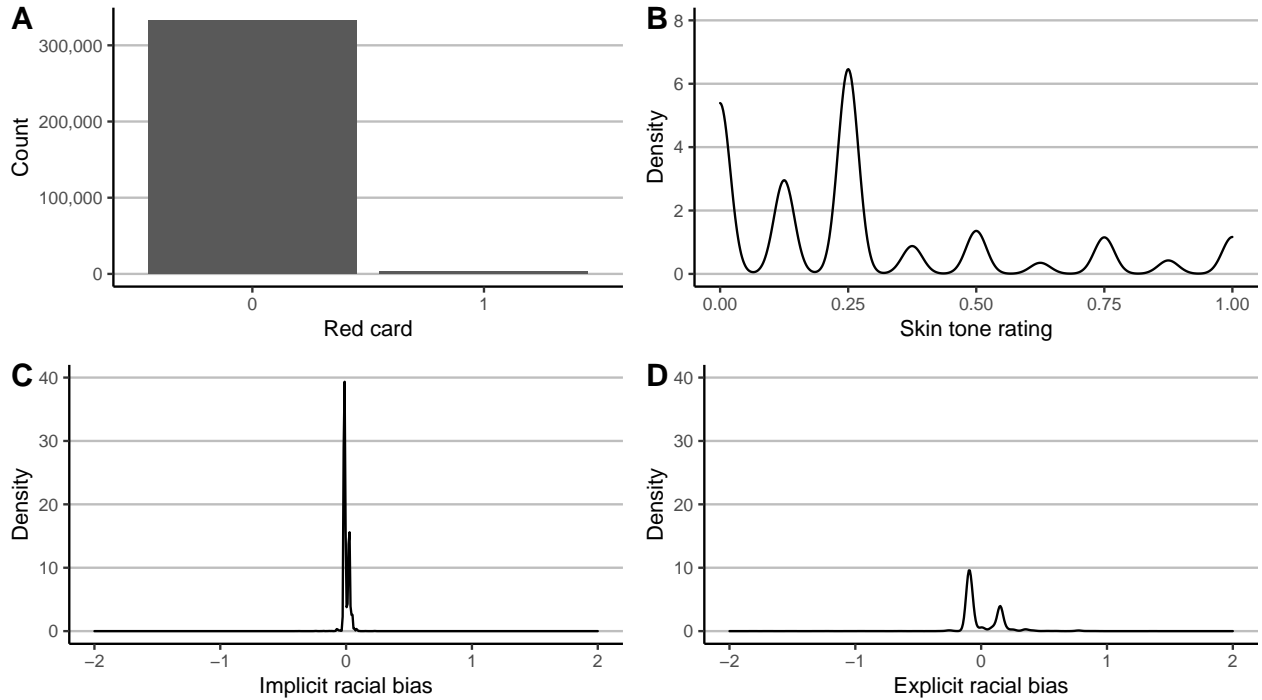 A
Count
300,000
200,000
100,000
0
0 1
Red card
B
Density
8
6
4
2
0
0.00 0.25 0.50 0.75 1.00
Skin tone rating
C
Density
40
30
20
10
0
−2 −1 0 1 2
Implicit racial bias
D
Density
40
30
20
10
0
−2 −1 0 1 2
Explicit racial bias